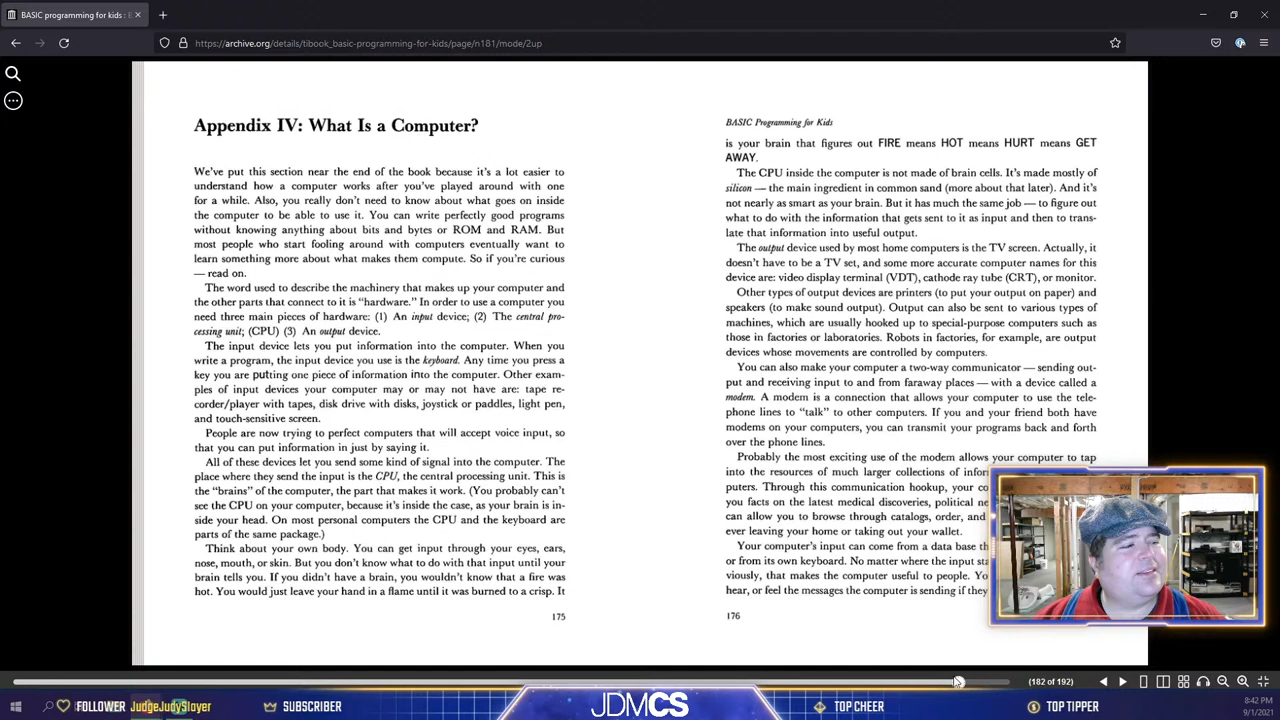 BASIC programming for kids : B
https://archive.org/details/tibook_basic-programming-for-kids/page/n181/mode/2up
Appendix IV: What Is a Computer?
We've put this section near the end of the book because it's a lot easier to
understand how a computer works after you've played around with one
for a while. Also, you really don't need to know about what goes on inside
the computer to be able to use it. You can write perfectly good programs
without knowing anything about bits and bytes or ROM and RAM. But
most people who start fooling around with computers eventually want to
learn something more about what makes them compute. So if you're curious
— read on.
The word used to describe the machinery that makes up your computer and
the other parts that connect to it is “hardware.” In order to use a computer you
need three main pieces of hardware: (1) An input device; (2) The central pro-
cessing unit; (CPU) (3) An output device.
The input device lets you put information into the computer. When you
write a program, the input device you use is the keyboard. Any time you press a
key you are putting one piece of information into the computer. Other exam-
ples of input devices your computer may or may not have are: tape re-
corder/player with tapes, disk drive with disks, joystick or paddles, light pen,
and touch-sensitive screen.
People are now trying to perfect computers that will accept voice input, so
that you can put information in just by saying it.
All of these devices let you send some kind of signal into the computer. The
place where they send the input is the CPU, the central processing unit. This is
the “brains” of the computer, the part that makes it work. (You probably can't
see the CPU on your computer, because it's inside the case, as your brain is in-
side your head. On most personal computers the CPU and the keyboard are
parts of the same package.)
Think about your own body. You can get input through your eyes, ears,
nose, mouth, or skin. But you don't know what to do with that input until your
brain tells you. If you didn't have a brain, you wouldn't know that a fire was
hot. You would just leave your hand in a flame until it was burned to a crisp. It
175
BASIC Programming for Kids
is your brain that figures out FIRE means HOT means HURT means GET
AWAY.
The CPU inside the computer is not made of brain cells. It's made mostly of
silicon — the main ingredient in common sand (more about that later). And it's
not nearly as smart as your brain. But it has much the same job — to figure out
what to do with the information that gets sent to it as input and then to trans-
late that information into useful output.
The output device used by most home computers is the TV screen. Actually, it
doesn't have to be a TV set, and some more accurate computer names for this
device are: video display terminal (VDT), cathode ray tube (CRT), or monitor.
Other types of output devices are printers (to put your output on paper) and
speakers (to make sound output). Output can also be sent to various types of
machines, which are usually hooked up to special-purpose computers such as
those in factories or laboratories. Robots in factories, for example, are output
devices whose movements are controlled by computers.
You can also make your computer a two-way communicator — sending out-
put and receiving input to and from faraway places — with a device called a
modem. A modem is a connection that allows your computer to use the tele-
phone lines to “talk” to other computers. If you and your friend both have
modems on your computers, you can transmit your programs back and forth
over the phone lines.
Probably the most exciting use of the modem allows your computer to tap
into the resources of much larger collections of
puters. Through this communication hookup, your
you facts on the latest medical discoveries, political
can allow you to browse through catalogs, order, and
ever leaving your home or taking out your wallet.
Your computer's input can come from a data base
or from its own keyboard. No matter where the input
viously, that makes the computer useful to people.
hear, or feel the messages the computer is sending if
176
(182 of 192)
FOLLOWER JudgeJudySlayer
SUBSCRIBER
JDMCS
TOP CHEER
TOP TIPPER
8:42 PM
9/1/2021